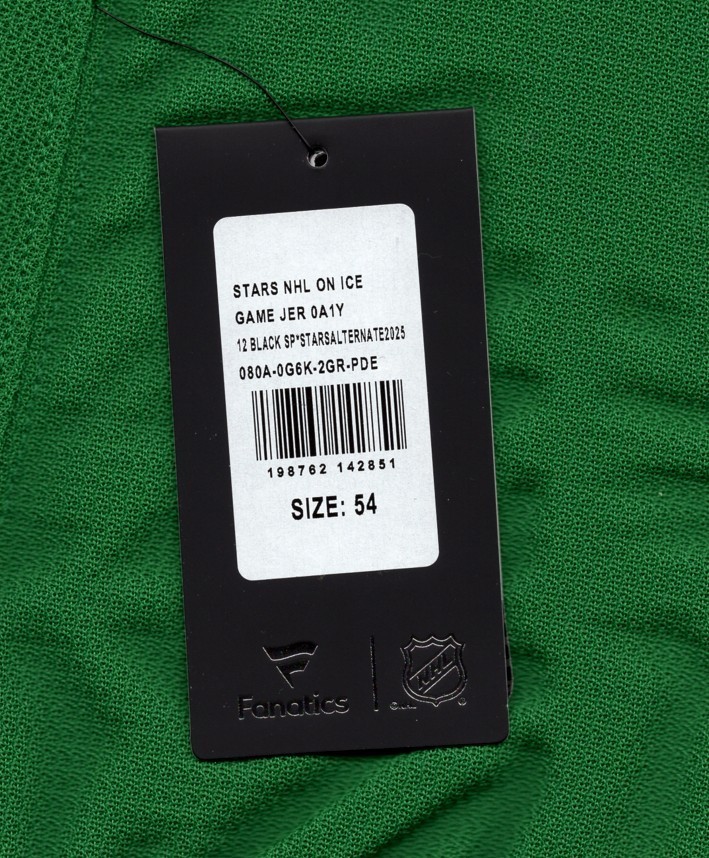 STARS NHL ON ICE
GAME JER 0A1Y
12 BLACK SP*STARSALTERNATE2025
080A-0G6K-2GR-PDE
198762 142851
SIZE: 54
NHL
Fanatics